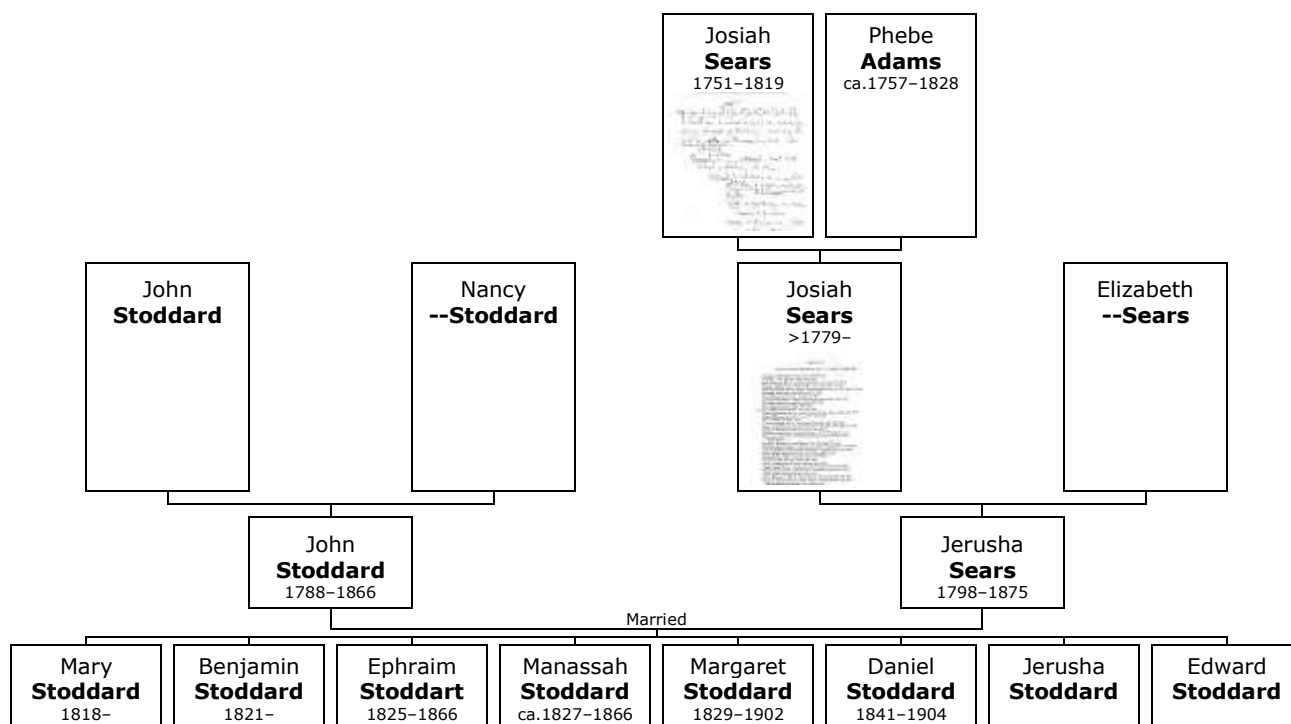 Josiah
Sears
1751–1819
Phebe
Adams
ca.1757–1828
John
Stoddard
Nancy
--Stoddard
Josiah
Sears
>1779–
Elizabeth
--Sears
John
Stoddard
1788–1866
Jerusha
Sears
1798–1875
Married
Mary
Stoddard
1818–
Benjamin
Stoddard
1821–
Ephraim
Stoddart
1825–1866
Manassah
Stoddard
ca.1827–1866
Margaret
Stoddard
1829–1902
Daniel
Stoddard
1841–1904
Jerusha
Stoddard
Edward
Stoddard